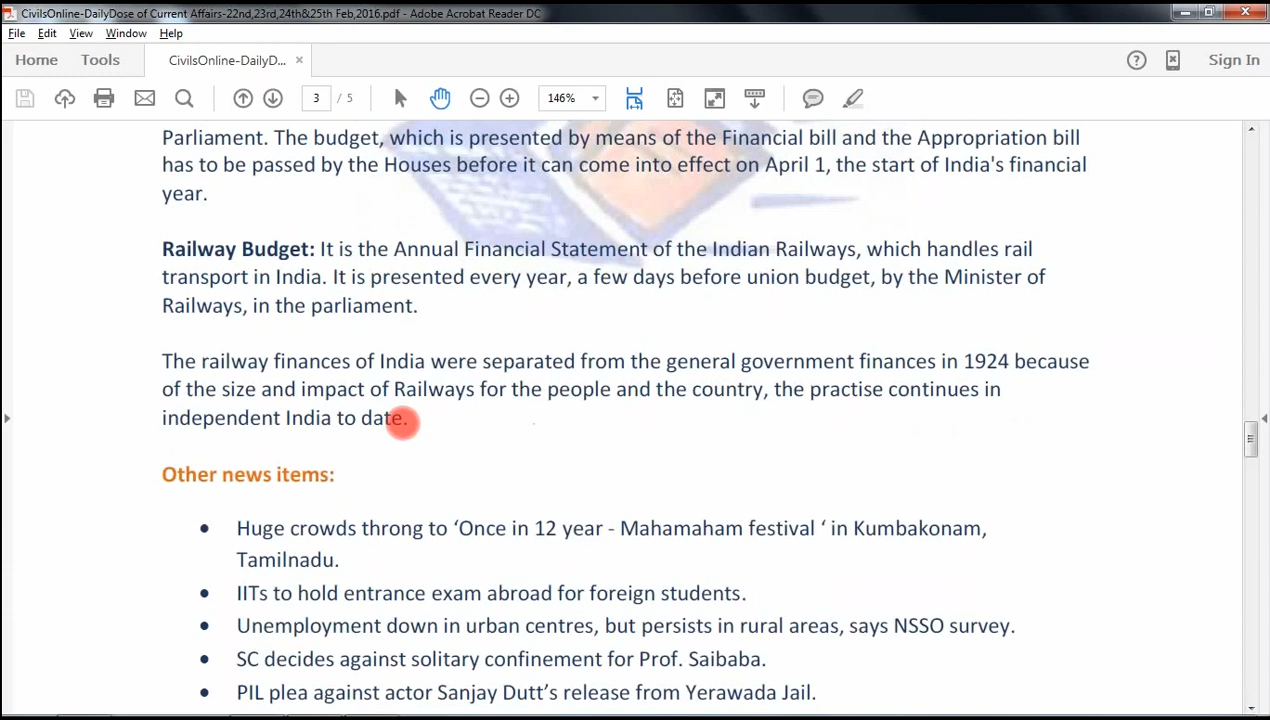 CivilsOnline-DailyDose of Current Affairs-22nd,23rd,24th&25th Feb,2016.pdf - Adobe Acrobat Reader DC
File Edit View Window Help
Home Tools CivilsOnline-DailyD... × Sign In
3 / 5 146%
Parliament. The budget, which is presented by means of the Financial bill and the Appropriation bill
has to be passed by the Houses before it can come into effect on April 1, the start of India's financial
year.
Railway Budget: It is the Annual Financial Statement of the Indian Railways, which handles rail
transport in India. It is presented every year, a few days before union budget, by the Minister of
Railways, in the parliament.
The railway finances of India were separated from the general government finances in 1924 because
of the size and impact of Railways for the people and the country, the practise continues in
independent India to date.
Other news items:
• Huge crowds throng to ‘Once in 12 year - Mahamaham festival ‘ in Kumbakonam,
Tamilnadu.
• IITs to hold entrance exam abroad for foreign students.
• Unemployment down in urban centres, but persists in rural areas, says NSSO survey.
• SC decides against solitary confinement for Prof. Saibaba.
• PIL plea against actor Sanjay Dutt’s release from Yerawada Jail.